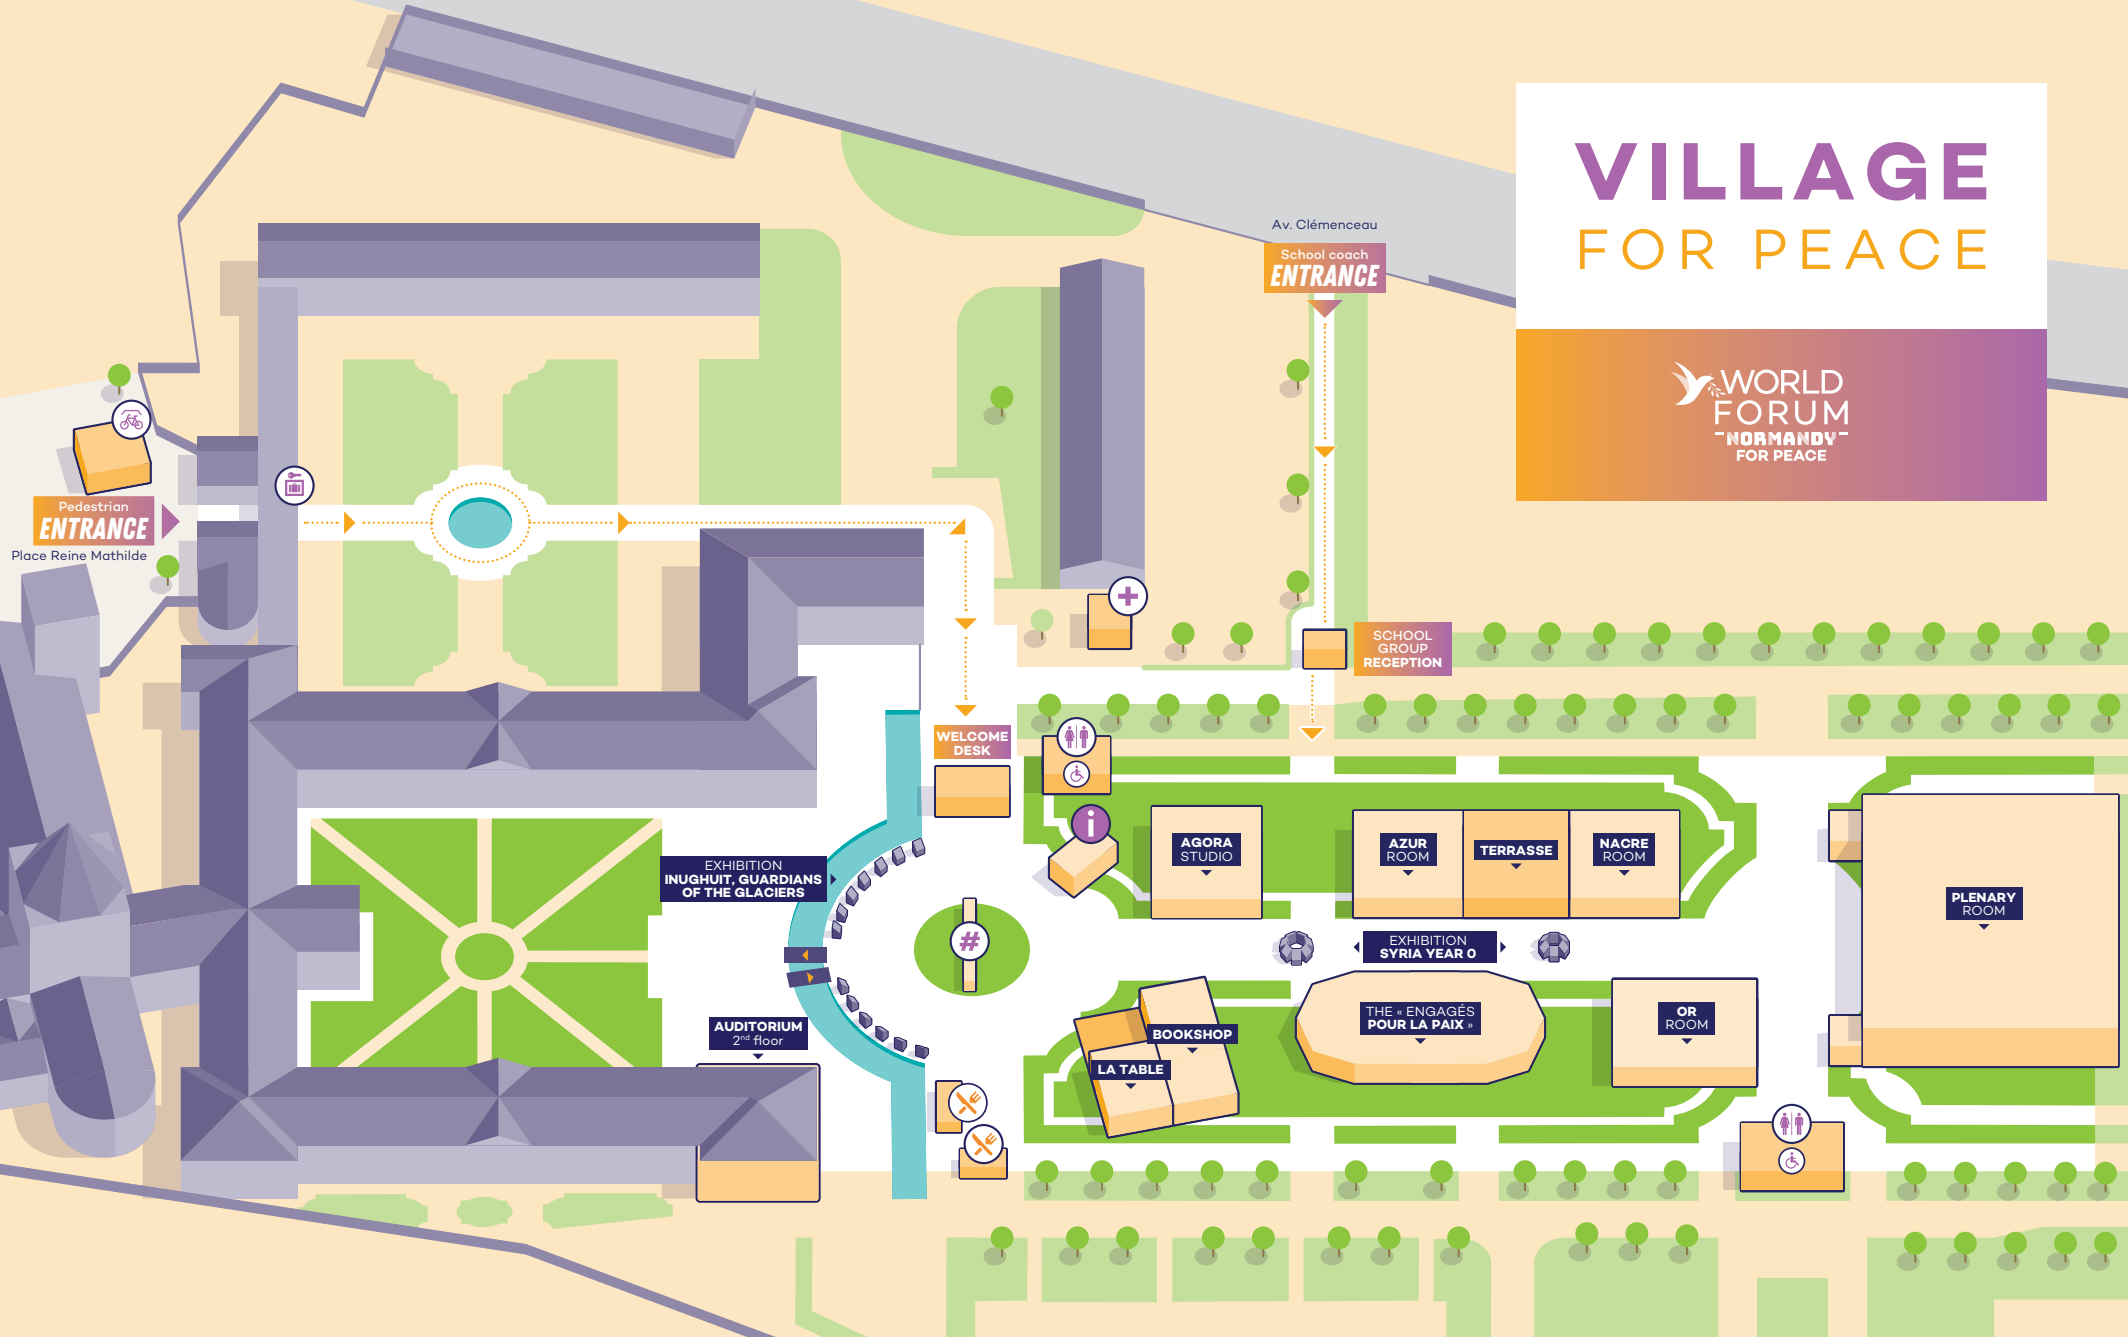 VILLAGE
FOR PEACE
WORLD
FORUM
NORMANDY
FOR PEACE
Av. Clémenceau
School coach
ENTRANCE
Pedestrian
ENTRANCE
Place Reine Mathilde
SCHOOL
GROUP
RECEPTION
WELCOME
DESK
i
AGORA
STUDIO
AZUR
ROOM
TERRASSE
NACRE
ROOM
EXHIBITION
INUGHUIT, GUARDIANS
OF THE GLACIERS
PLENARY
ROOM
#
EXHIBITION
SYRIA YEAR 0
AUDITORIUM
2nd floor
BOOKSHOP
LA TABLE
THE « ENGAGÉS
POUR LA PAIX »
OR
ROOM